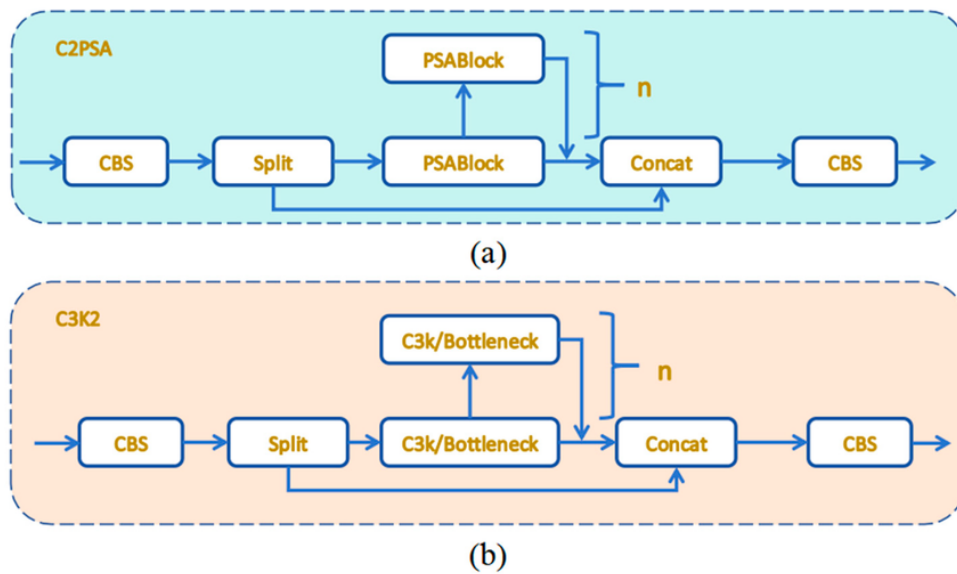 C2PSA
PSABlock
n
CBS
Split
PSABlock
Concat
CBS
(a)
C3K2
C3k/Bottleneck
n
CBS
Split
C3k/Bottleneck
Concat
CBS
(b)